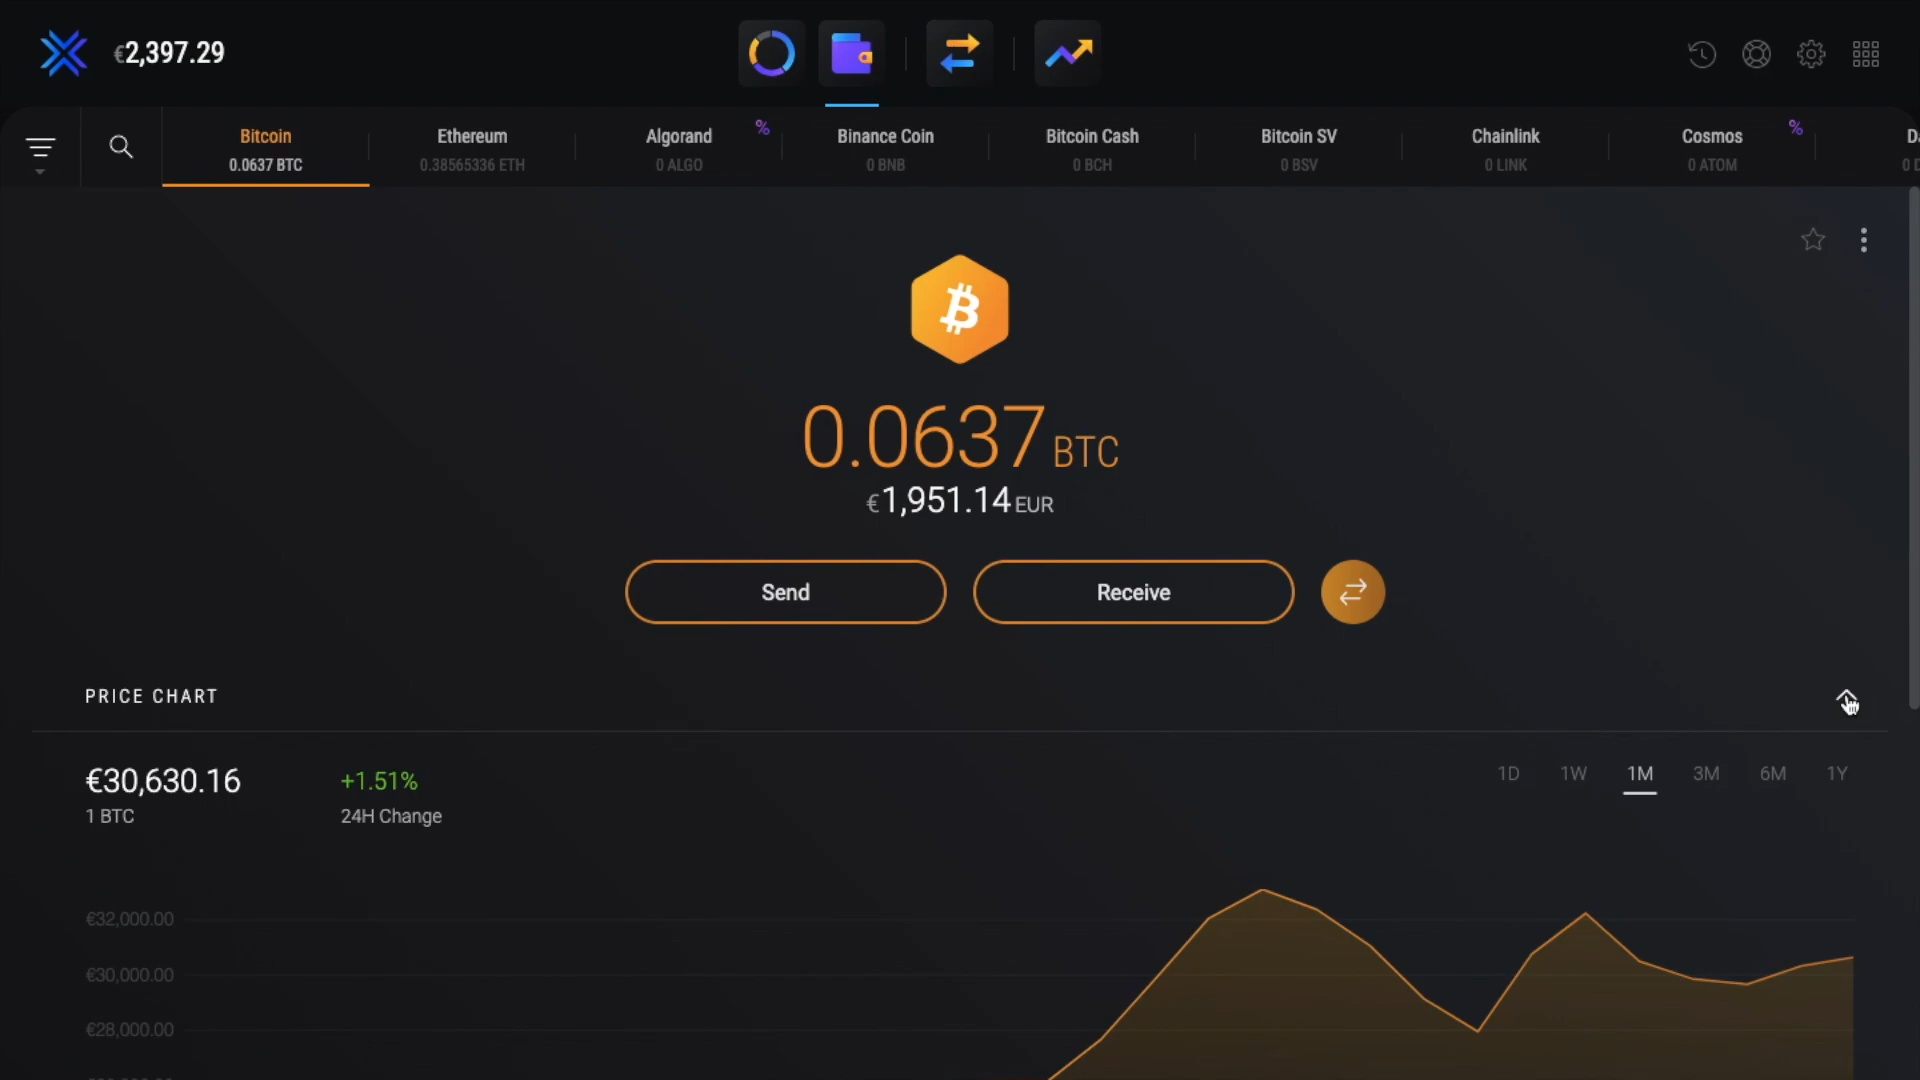 €2,397.29
Bitcoin
0.0637 BTC
Ethereum
0.38565336 ETH
Algorand
0 ALGO
%
Binance Coin
0 BNB
Bitcoin Cash
0 BCH
Bitcoin SV
0 BSV
Chainlink
0 LINK
Cosmos
0 ATOM
%
0.0637 BTC
€1,951.14 EUR
Send
Receive
PRICE CHART
€30,630.16
1 BTC
+1.51%
24H Change
1D 1W 1M 3M 6M 1Y
€32,000.00
€30,000.00
€28,000.00